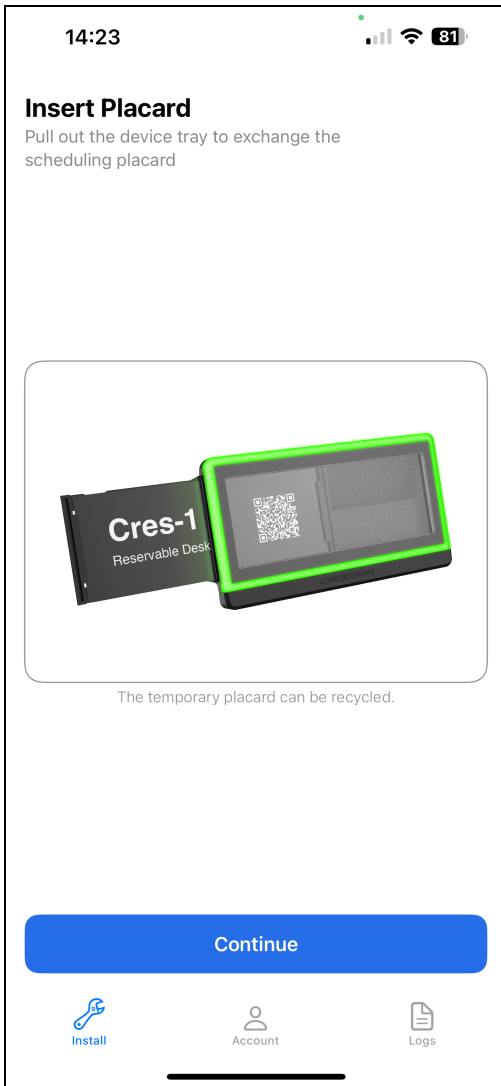 14:23
81
Insert Placard
Pull out the device tray to exchange the
scheduling placard
Cres-1
Reservable Desk
CRESTRON
The temporary placard can be recycled.
Continue
Install
Account
Logs